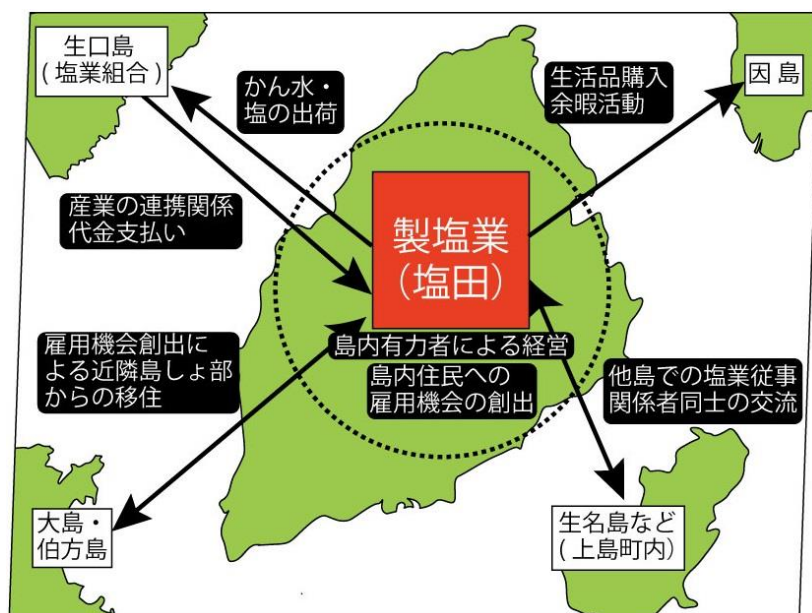 生口島
(塩業組合)
かん水・
塩の出荷
生活品購入
余暇活動
因島
産業の連携関係
代金支払い
製塩業
(塩田)
島内有力者による経営
島内住民への
雇用機会の創出
雇用機会創出に
よる近隣島しょ部
からの移住
他島での塩業従事
関係者同士の交流
大島・
伯方島
生名島など
(上島町内)